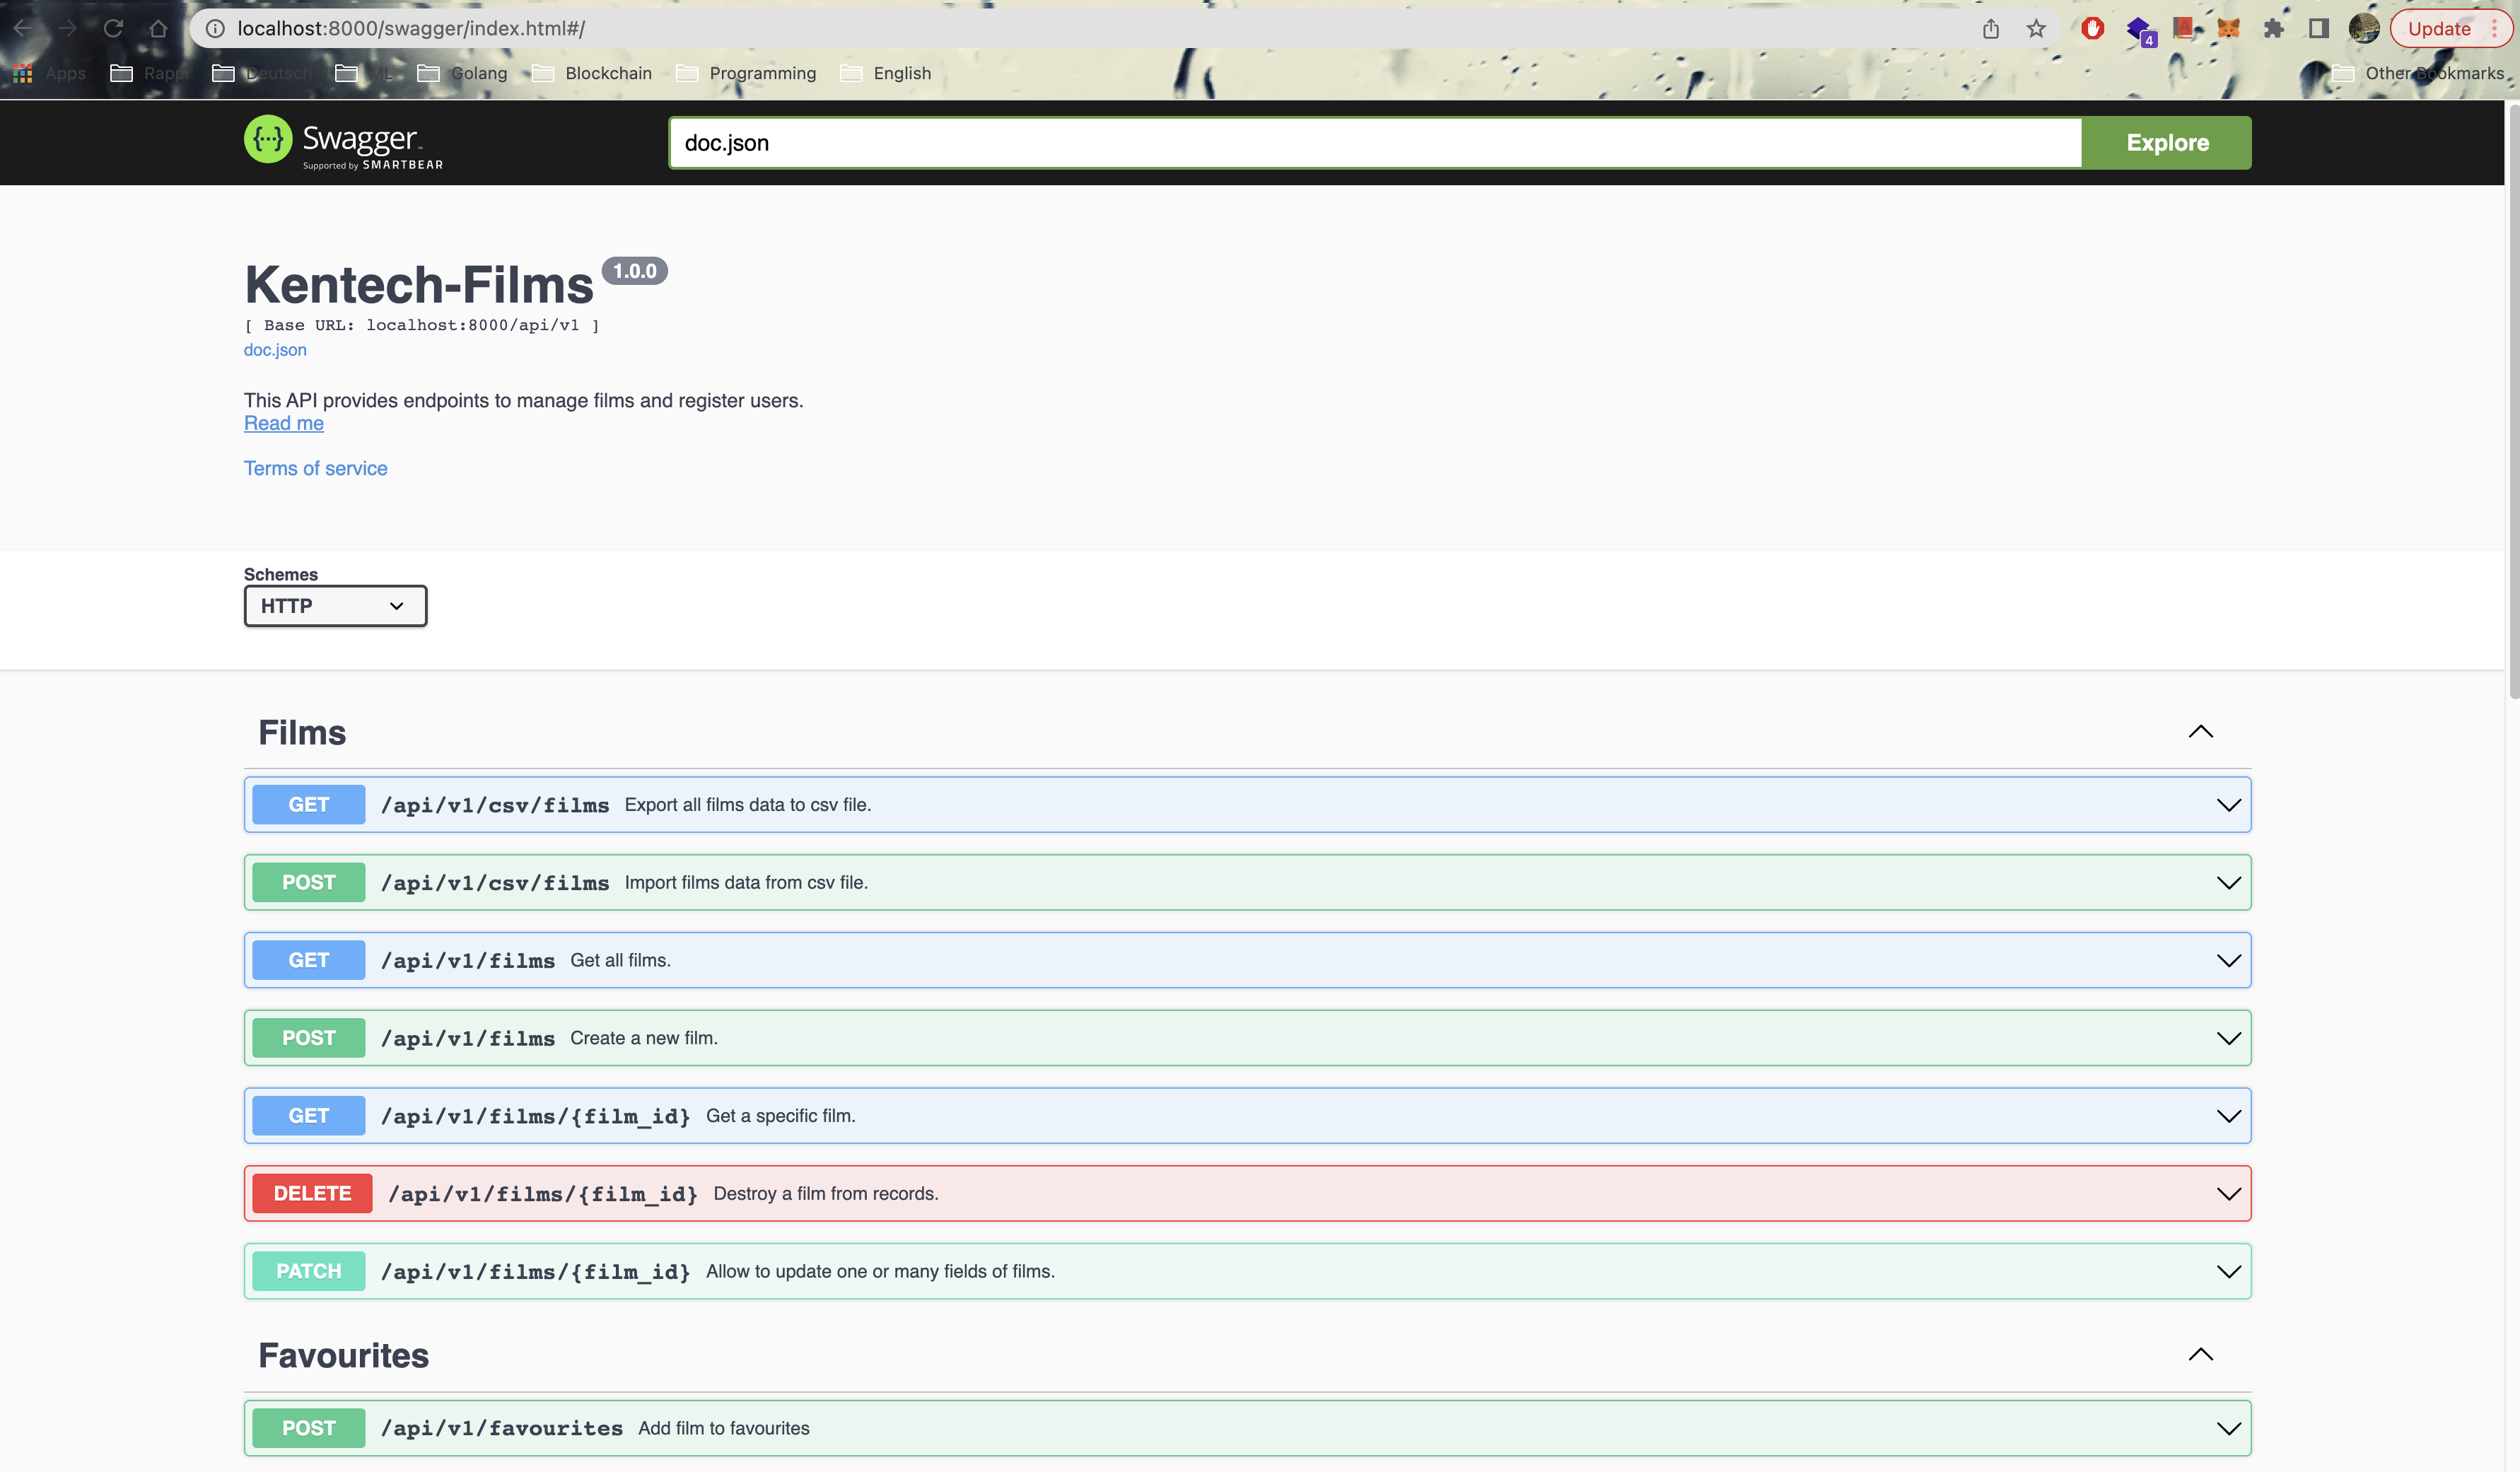 localhost:8000/swagger/index.html#/
4
Update
Apps Rappi Deutsch ML Golang Blockchain Programming English Other Bookmarks
{···} Swagger™
Supported by SMARTBEAR
doc.json Explore
Kentech-Films 1.0.0
[ Base URL: localhost:8000/api/v1 ]
doc.json
This API provides endpoints to manage films and register users.
Read me
Terms of service
Schemes
HTTP
Films
GET /api/v1/csv/films Export all films data to csv file.
POST /api/v1/csv/films Import films data from csv file.
GET /api/v1/films Get all films.
POST /api/v1/films Create a new film.
GET /api/v1/films/{film_id} Get a specific film.
DELETE /api/v1/films/{film_id} Destroy a film from records.
PATCH /api/v1/films/{film_id} Allow to update one or many fields of films.
Favourites
POST /api/v1/favourites Add film to favourites